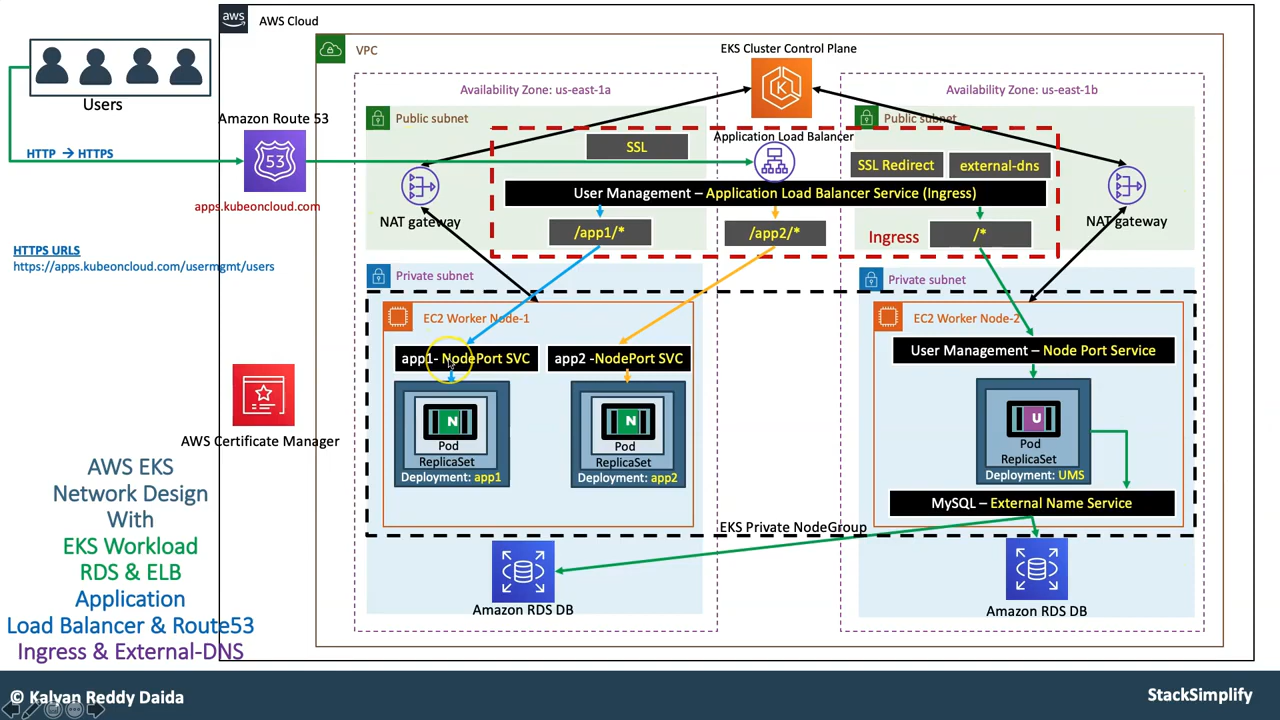 aws
AWS Cloud
VPC
EKS Cluster Control Plane
Users
Availability Zone: us-east-1a
Availability Zone: us-east-1b
Public subnet
Public subnet
Amazon Route 53
53
HTTP → HTTPS
apps.kubeoncloud.com
HTTPS URLS
https://apps.kubeoncloud.com/usermgmt/users
K
Application Load Balancer
SSL
SSL Redirect
external-dns
User Management – Application Load Balancer Service (Ingress)
NAT gateway
NAT gateway
/app1/*
/app2/*
Ingress
/*
Private subnet
Private subnet
EC2 Worker Node-1
EC2 Worker Node-2
app1- NodePort SVC
app2 -NodePort SVC
User Management – Node Port Service
N
Pod
ReplicaSet
Deployment: app1
N
Pod
ReplicaSet
Deployment: app2
U
Pod
ReplicaSet
Deployment: UMS
MySQL – External Name Service
EKS Private NodeGroup
Amazon RDS DB
Amazon RDS DB
AWS Certificate Manager
AWS EKS
Network Design
With
EKS Workload
RDS & ELB
Application
Load Balancer & Route53
Ingress & External-DNS
© Kalyan Reddy Daida
StackSimplify